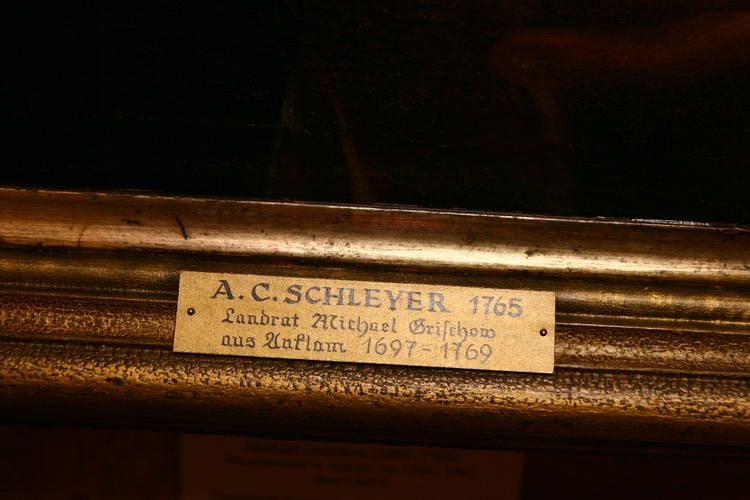 A. C. SCHLEYER 1765
Landrat Michael Grischow
aus Anklam 1697-1769